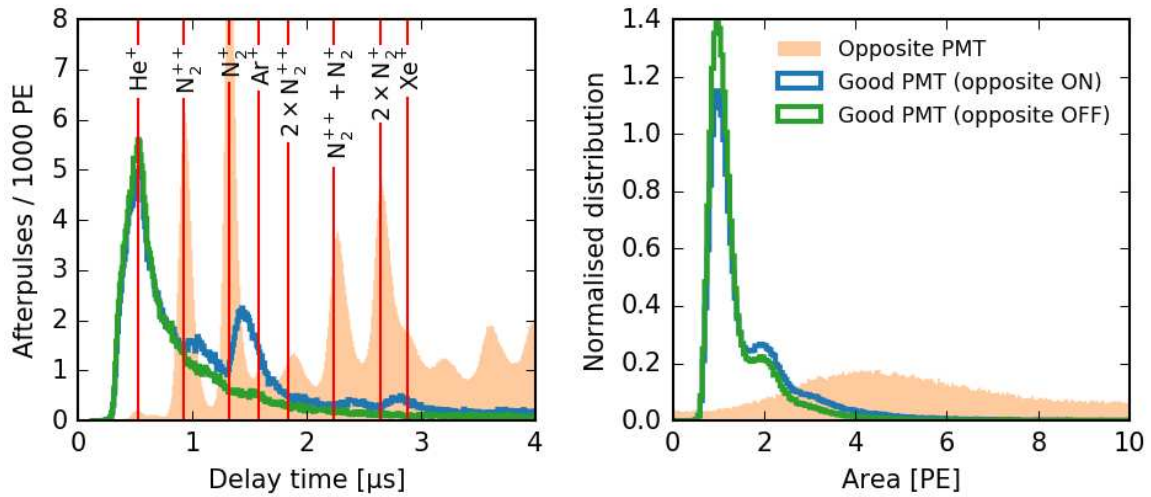 8
7
6
5
4
3
2
1
0
Afterpulses / 1000 PE
He⁺
N₂⁺⁺
N₂⁺
Ar⁺
2 × N₂⁺⁺
N₂⁺⁺ + N₂⁺
2 × N₂⁺
Xe⁺
0 1 2 3 4
Delay time [µs]
1.4
1.2
1.0
0.8
0.6
0.4
0.2
0.0
Normalised distribution
Opposite PMT
Good PMT (opposite ON)
Good PMT (opposite OFF)
0 2 4 6 8 10
Area [PE]